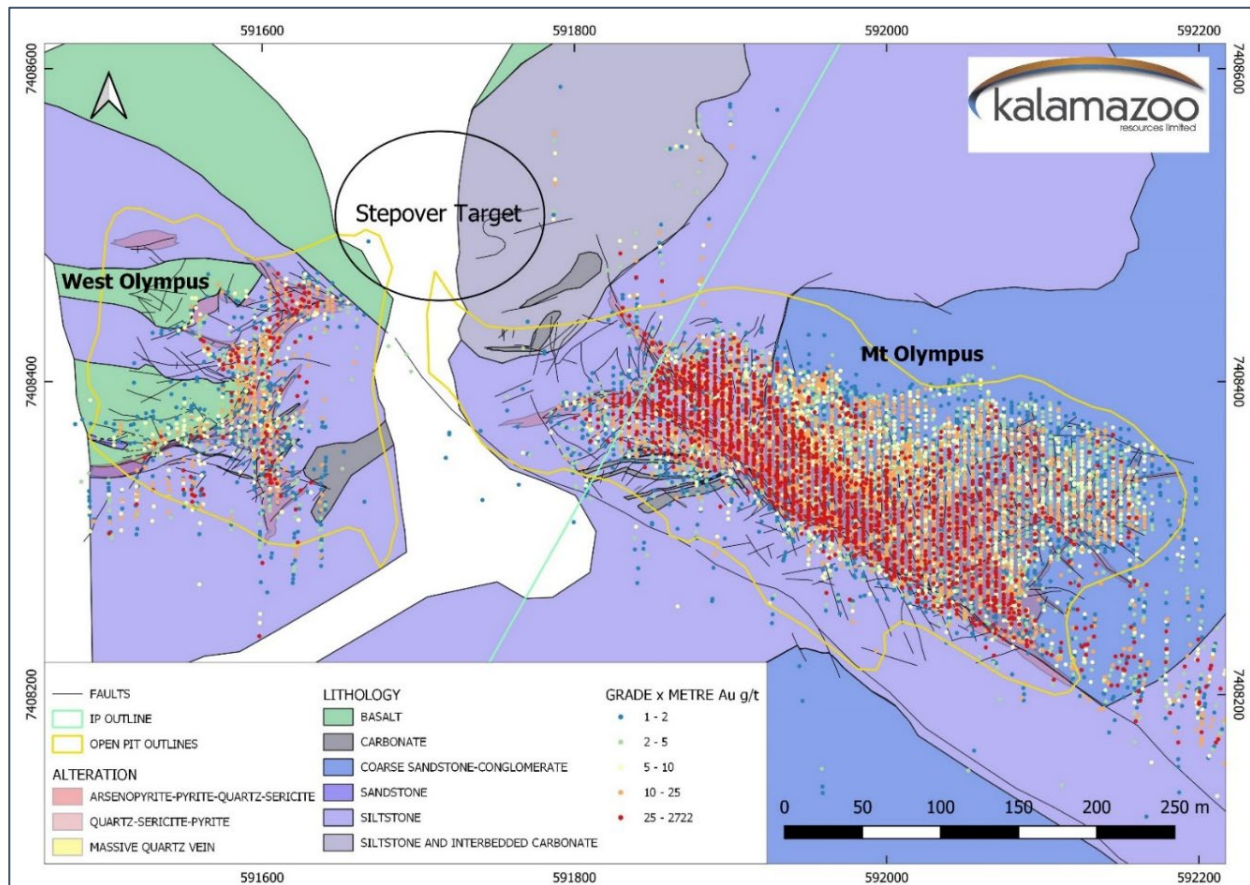 591600 591800 592000 592200
7408600 7408600
kalamazoo
resources limited
Stepover Target
West Olympus
Mt Olympus
7408400 7408400
7408200 7408200
FAULTS
IP OUTLINE
OPEN PIT OUTLINES
ALTERATION
ARSENOPYRITE-PYRITE-QUARTZ-SERICITE
QUARTZ-SERICITE-PYRITE
MASSIVE QUARTZ VEIN
LITHOLOGY
BASALT
CARBONATE
COARSE SANDSTONE-CONGLOMERATE
SANDSTONE
SILTSTONE
SILTSTONE AND INTERBEDDED CARBONATE
GRADE x METRE Au g/t
1 - 2
2 - 5
5 - 10
10 - 25
25 - 2722
0 50 100 150 200 250 m
591600 591800 592000 592200